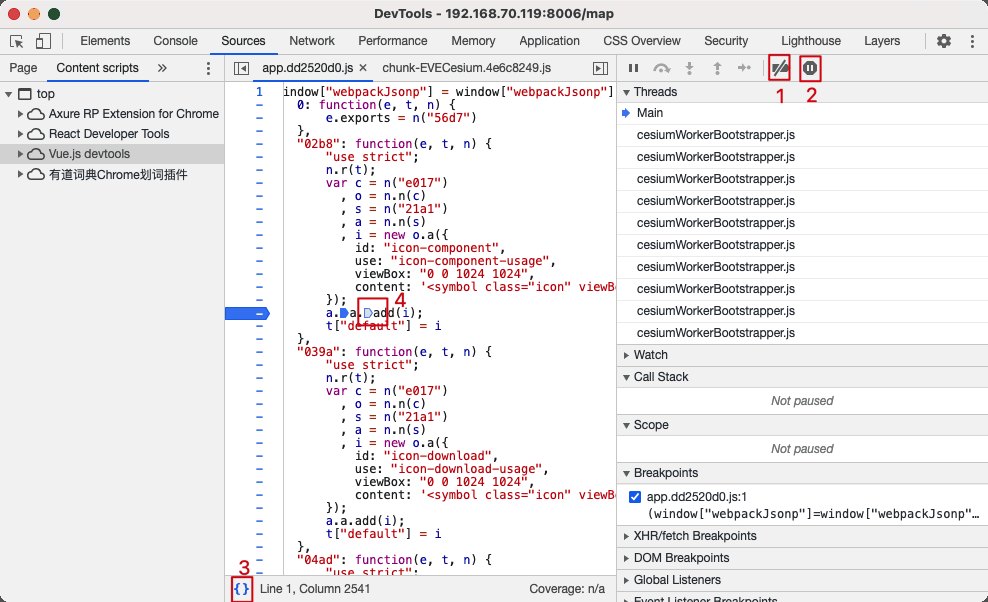 DevTools - 192.168.70.119:8006/map
Elements Console Sources Network Performance Memory Application CSS Overview Security Lighthouse Layers
Page Content scripts » app.dd2520d0.js × chunk-EVECesium.4e6c8249.js
1 2
top
Axure RP Extension for Chrome
React Developer Tools
Vue.js devtools
有道词典Chrome划词插件
1 indow["webpackJsonp"] = window["webpackJsonp"]
- 0: function(e, t, n) {
- e.exports = n("56d7")
- },
- "02b8": function(e, t, n) {
- "use strict";
- n.r(t);
- var c = n("e017")
- , o = n.n(c)
- , s = n("21a1")
- , a = n.n(s)
- , i = new o.a({
- id: "icon-component",
- use: "icon-component-usage",
- viewBox: "0 0 1024 1024",
- content: '<symbol class="icon" viewB
- });
4
- a.a.add(i);
- t["default"] = i
- },
- "039a": function(e, t, n) {
- "use strict";
- n.r(t);
- var c = n("e017")
- , o = n.n(c)
- , s = n("21a1")
- , a = n.n(s)
- , i = new o.a({
- id: "icon-download",
- use: "icon-download-usage",
- viewBox: "0 0 1024 1024",
- content: '<symbol class="icon" viewB
- });
- a.a.add(i);
- t["default"] = i
- },
- "04ad": function(e, t, n) {
- "use strict";
3
{} Line 1, Column 2541 Coverage: n/a
Threads
Main
cesiumWorkerBootstrapper.js
cesiumWorkerBootstrapper.js
cesiumWorkerBootstrapper.js
cesiumWorkerBootstrapper.js
cesiumWorkerBootstrapper.js
cesiumWorkerBootstrapper.js
cesiumWorkerBootstrapper.js
cesiumWorkerBootstrapper.js
cesiumWorkerBootstrapper.js
cesiumWorkerBootstrapper.js
Watch
Call Stack
Not paused
Scope
Not paused
Breakpoints
app.dd2520d0.js:1
(window["webpackJsonp"]=window["webpackJsonp"…
XHR/fetch Breakpoints
DOM Breakpoints
Global Listeners
Event Listener Breakpoints